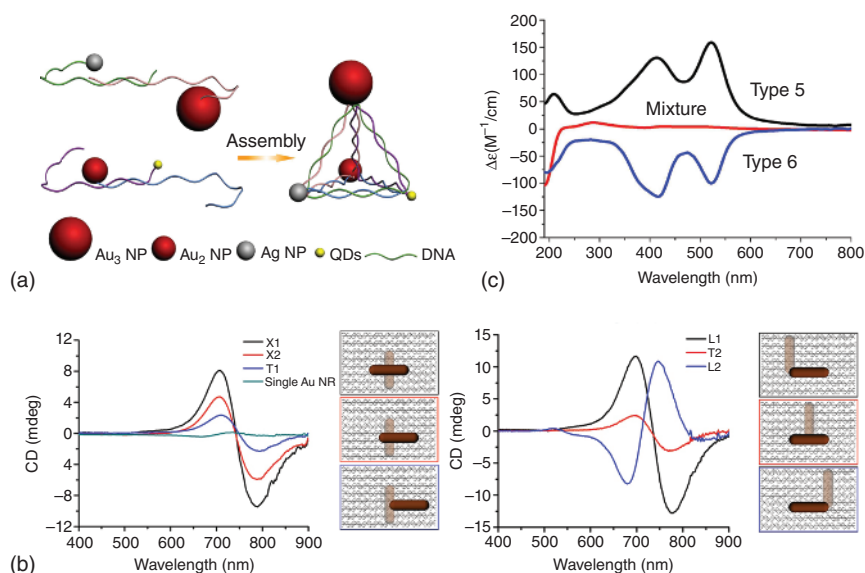 Assembly
Au₃ NP Au₂ NP Ag NP QDs DNA
(a)
200
150
100
50
0
−50
−100
−150
−200
Δε(M⁻¹/cm)
Type 5
Mixture
Type 6
200 300 400 500 600 700 800
Wavelength (nm)
(c)
12
8
4
0
−4
−8
−12
CD (mdeg)
X1
X2
T1
Single Au NR
400 500 600 700 800 900
Wavelength (nm)
(b)
15
10
5
0
−5
−10
−15
CD (mdeg)
L1
T2
L2
400 500 600 700 800 900
Wavelength (nm)